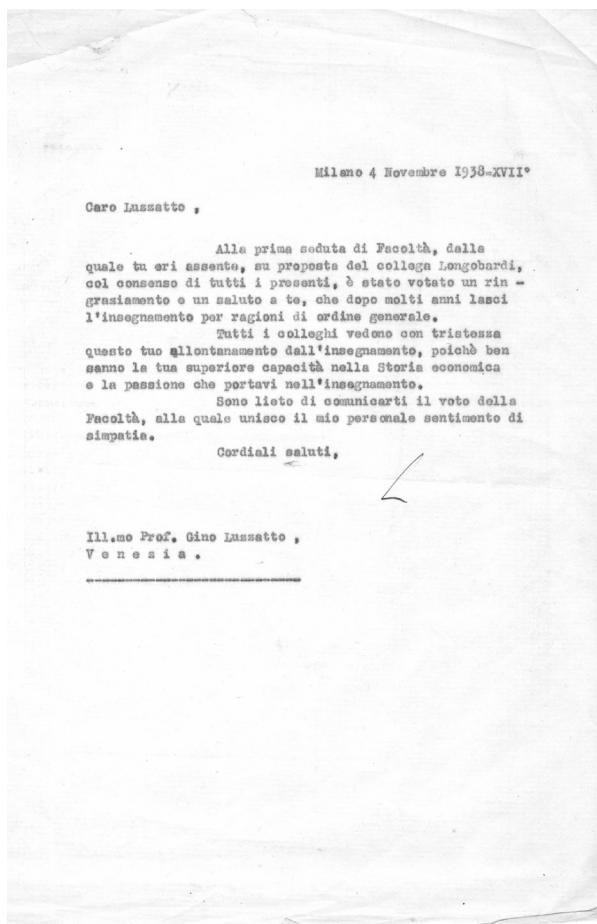 Milano 4 Novembre 1938=XVII°
Caro Luzzatto ,
Alla prima seduta di Facoltà, dalla
quale tu eri assente, su proposta del collega Longobardi,
col consenso di tutti i presenti, è stato votato un rin -
graziamento e un saluto a te, che dopo molti anni lasci
l'insegnamento per ragioni di ordine generale.
Tutti i colleghi vedono con tristezza
questo tuo allontanamento dall'insegnamento, poichè ben
sanno la tua superiore capacità nella Storia economica
e la passione che portavi nell'insegnamento.
Sono lieto di comunicarti il voto della
Facoltà, alla quale unisco il mio personale sentimento di
simpatia.
Cordiali saluti,
Ill.mo Prof. Gino Luzzatto ,
V e n e z i a .